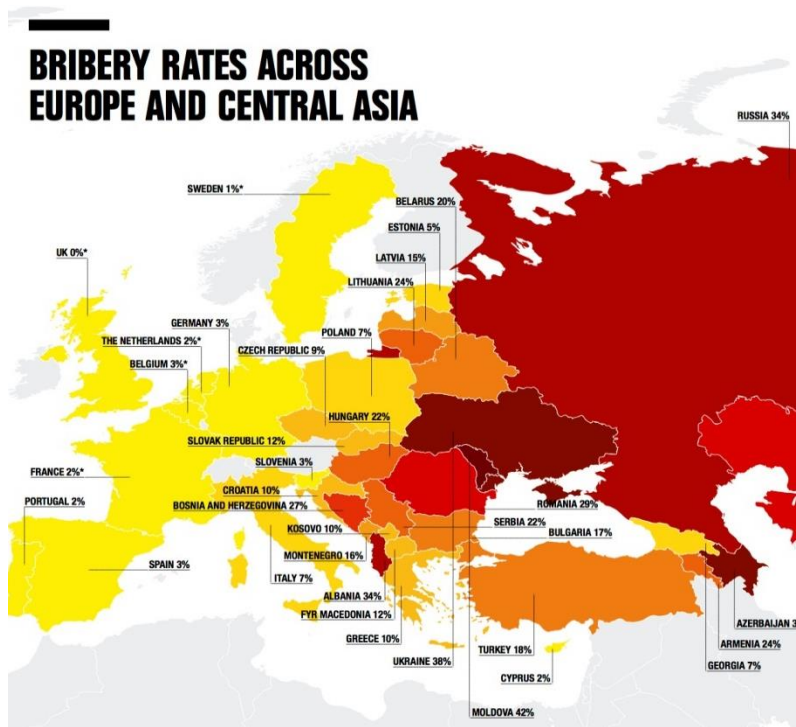 BRIBERY RATES ACROSS
EUROPE AND CENTRAL ASIA
RUSSIA 34%
SWEDEN 1%*
BELARUS 20%
ESTONIA 5%
UK 0%*
LATVIA 15%
LITHUANIA 24%
GERMANY 3%
POLAND 7%
THE NETHERLANDS 2%*
CZECH REPUBLIC 9%
BELGIUM 3%*
HUNGARY 22%
SLOVAK REPUBLIC 12%
SLOVENIA 3%
FRANCE 2%*
CROATIA 10%
PORTUGAL 2%
BOSNIA AND HERZEGOVINA 27%
ROMANIA 29%
SERBIA 22%
KOSOVO 10%
BULGARIA 17%
MONTENEGRO 16%
SPAIN 3%
ITALY 7%
ALBANIA 34%
FYR MACEDONIA 12%
AZERBAIJAN 3
GREECE 10%
ARMENIA 24%
TURKEY 18%
UKRAINE 38%
GEORGIA 7%
CYPRUS 2%
MOLDOVA 42%